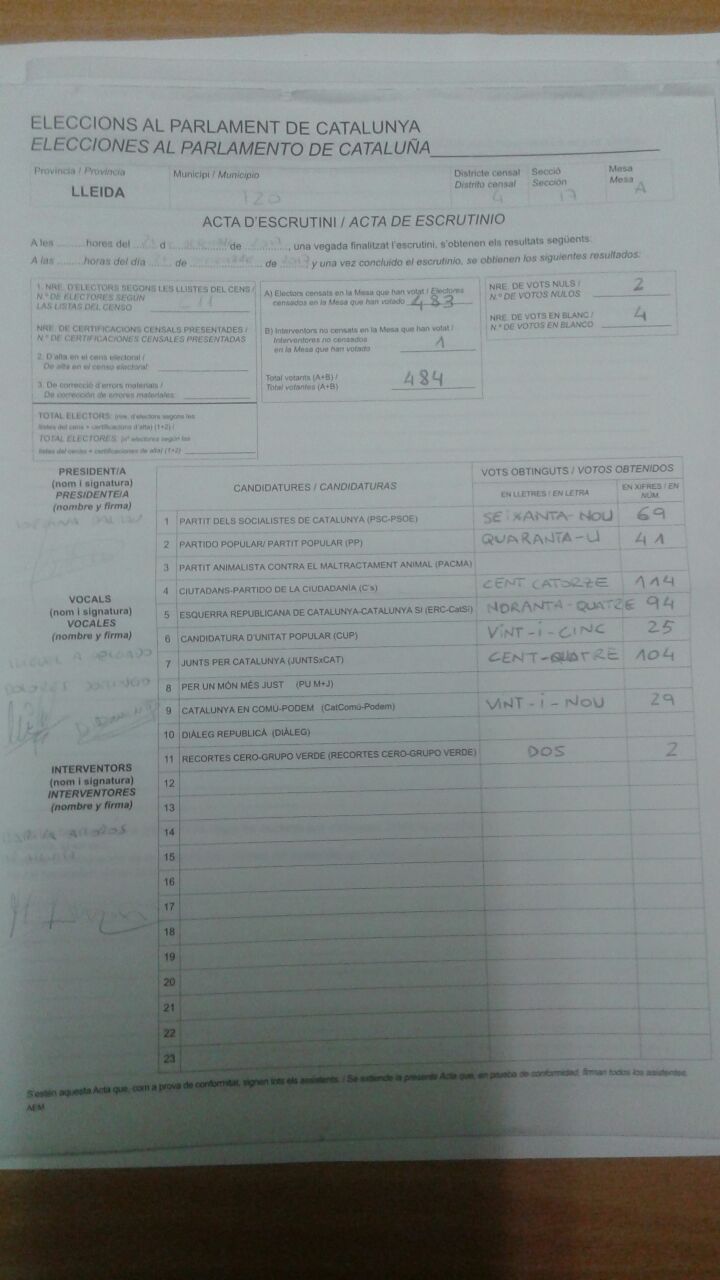 ELECCIONS AL PARLAMENT DE CATALUNYA
ELECCIONES AL PARLAMENTO DE CATALUÑA
Provincia / Provincia
LLEIDA
Municipi / Municipio
120
Districte censal
Distrito censal
4
Secció
Sección
17
Mesa
Mesa
A
ACTA D'ESCRUTINI / ACTA DE ESCRUTINIO
A les ......... hores del ... 21 d ............ de ... 2017 ..., una vegada finalitzat l'escrutini, s'obtenen els resultats següents:
A las ......... horas del día ... 21 de ............ de ... 2017 y una vez concluido el escrutinio, se obtienen los siguientes resultados:
1. NRE. D'ELECTORS SEGONS LES LLISTES DEL CENS /
N.º DE ELECTORES SEGÚN
LAS LISTAS DEL CENSO
NRE. DE CERTIFICACIONS CENSALS PRESENTADES /
N.º DE CERTIFICACIONES CENSALES PRESENTADAS
2. D'alta en el cens electoral /
De alta en el censo electoral:
3. De correcció d'errors materials /
De corrección de errores materiales:
TOTAL ELECTORS: (nre. d'electors segons les
llistes del cens + certificacions d'alta) (1+2) /
TOTAL ELECTORES: (nº electores según las
listas del censo + certificaciones de alta) (1+2)
A) Electors censats en la Mesa que han votat / Electores
censados en la Mesa que han votado 483
B) Interventors no censats en la Mesa que han votat /
Interventores no censados
en la Mesa que han votado 1
Total votants (A+B) /
Total votantes (A+B) 484
NRE. DE VOTS NULS /
N.º DE VOTOS NULOS 2
NRE. DE VOTS EN BLANC /
N.º DE VOTOS EN BLANCO 4
PRESIDENT/A
(nom i signatura)
PRESIDENTE/A
(nombre y firma)
VOCALS
(nom i signatura)
VOCALES
(nombre y firma)
DOLORES DOMINGO
INTERVENTORS
(nom i signatura)
INTERVENTORES
(nombre y firma)
CANDIDATURES / CANDIDATURAS
VOTS OBTINGUTS / VOTOS OBTENIDOS
EN LLETRES / EN LETRA
EN XIFRES / EN NÚM.
1 PARTIT DELS SOCIALISTES DE CATALUNYA (PSC-PSOE) SEIXANTA-NOU 69
2 PARTIDO POPULAR/ PARTIT POPULAR (PP) QUARANTA-U 41
3 PARTIT ANIMALISTA CONTRA EL MALTRACTAMENT ANIMAL (PACMA)
4 CIUTADANS-PARTIDO DE LA CIUDADANÍA (C's) CENT CATORZE 114
5 ESQUERRA REPUBLICANA DE CATALUNYA-CATALUNYA SÍ (ERC-CatSí) NORANTA-QUATRE 94
6 CANDIDATURA D'UNITAT POPULAR (CUP) VINT-I-CINC 25
7 JUNTS PER CATALUNYA (JUNTSxCAT) CENT-QUATRE 104
8 PER UN MÓN MÉS JUST (PU M+J)
9 CATALUNYA EN COMÚ-PODEM (CatComú-Podem) VINT-I-NOU 29
10 DIÀLEG REPUBLICÀ (DIÀLEG)
11 RECORTES CERO-GRUPO VERDE (RECORTES CERO-GRUPO VERDE) DOS 2
12
13
14
15
16
17
18
19
20
21
22
23
S'estén aquesta Acta que, com a prova de conformitat, signen tots els assistents. / Se extiende la presente Acta que, en prueba de conformidad, firman todos los asistentes.
AEM